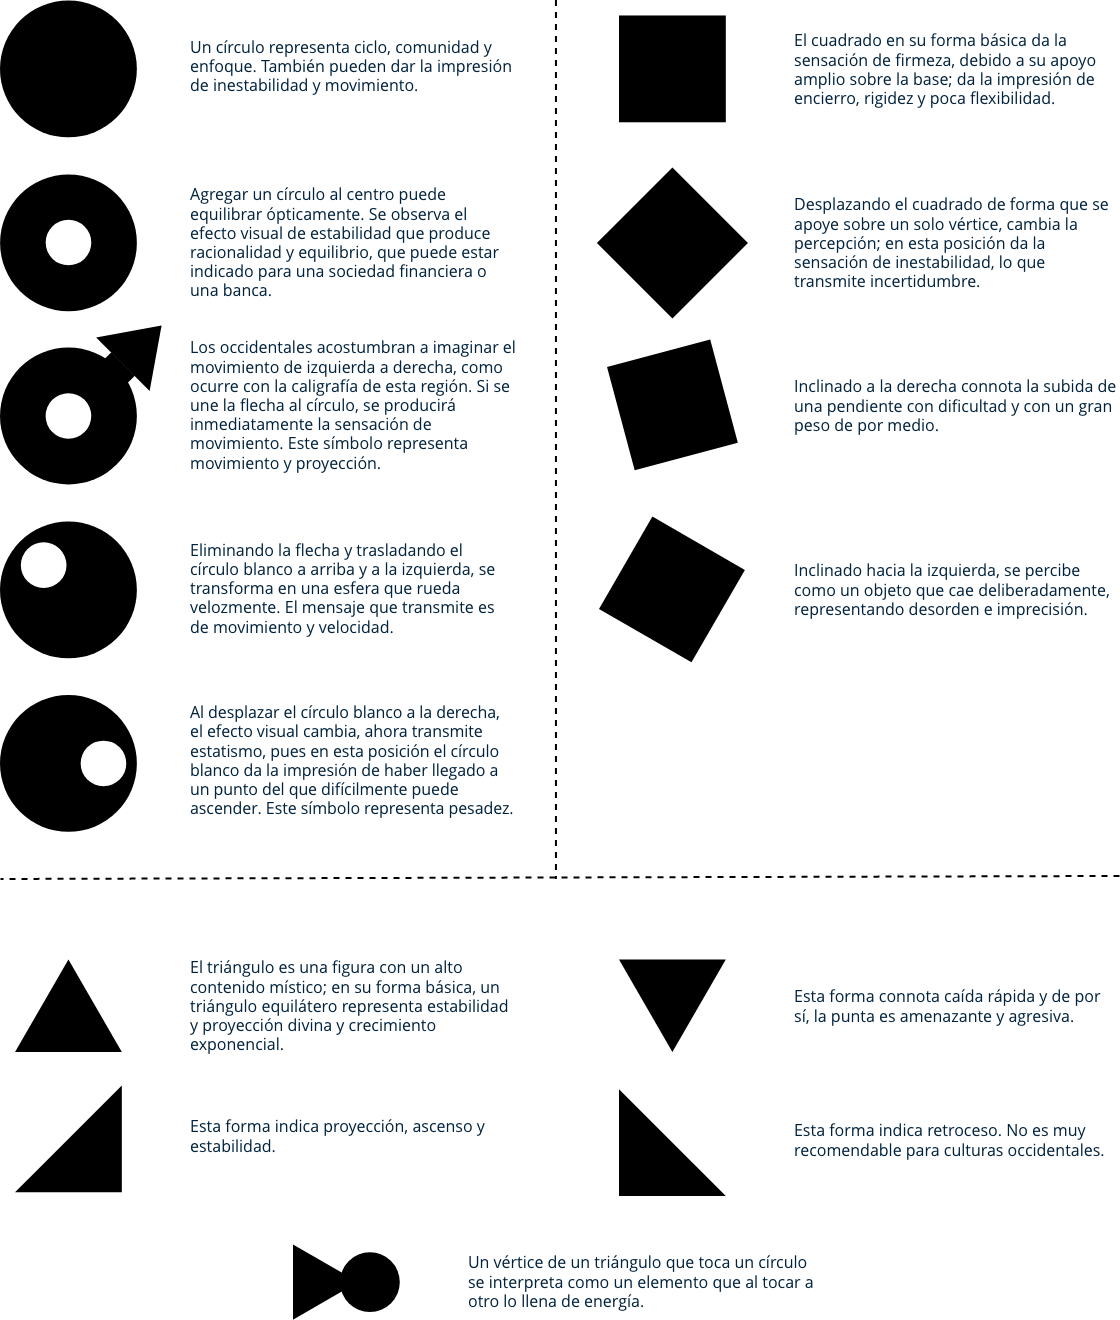 Un círculo representa ciclo, comunidad y
enfoque. También pueden dar la impresión
de inestabilidad y movimiento.
Agregar un círculo al centro puede
equilibrar ópticamente. Se observa el
efecto visual de estabilidad que produce
racionalidad y equilibrio, que puede estar
indicado para una sociedad financiera o
una banca.
Los occidentales acostumbran a imaginar el
movimiento de izquierda a derecha, como
ocurre con la caligrafía de esta región. Si se
une la flecha al círculo, se producirá
inmediatamente la sensación de
movimiento. Este símbolo representa
movimiento y proyección.
Eliminando la flecha y trasladando el
círculo blanco a arriba y a la izquierda, se
transforma en una esfera que rueda
velozmente. El mensaje que transmite es
de movimiento y velocidad.
Al desplazar el círculo blanco a la derecha,
el efecto visual cambia, ahora transmite
estatismo, pues en esta posición el círculo
blanco da la impresión de haber llegado a
un punto del que difícilmente puede
ascender. Este símbolo representa pesadez.
El cuadrado en su forma básica da la
sensación de firmeza, debido a su apoyo
amplio sobre la base; da la impresión de
encierro, rigidez y poca flexibilidad.
Desplazando el cuadrado de forma que se
apoye sobre un solo vértice, cambia la
percepción; en esta posición da la
sensación de inestabilidad, lo que
transmite incertidumbre.
Inclinado a la derecha connota la subida de
una pendiente con dificultad y con un gran
peso de por medio.
Inclinado hacia la izquierda, se percibe
como un objeto que cae deliberadamente,
representando desorden e imprecisión.
El triángulo es una figura con un alto
contenido místico; en su forma básica, un
triángulo equilátero representa estabilidad
y proyección divina y crecimiento
exponencial.
Esta forma connota caída rápida y de por
sí, la punta es amenazante y agresiva.
Esta forma indica proyección, ascenso y
estabilidad.
Esta forma indica retroceso. No es muy
recomendable para culturas occidentales.
Un vértice de un triángulo que toca un círculo
se interpreta como un elemento que al tocar a
otro lo llena de energía.